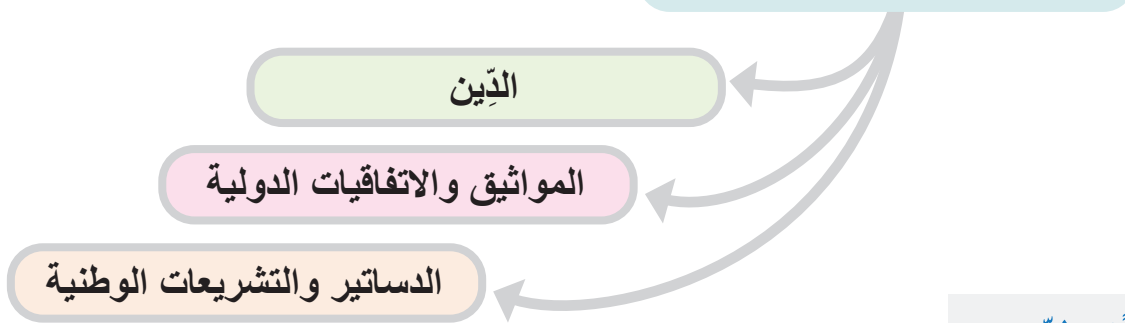 الدِّين
المواثيق والاتفاقيات الدولية
الدساتير والتشريعات الوطنية